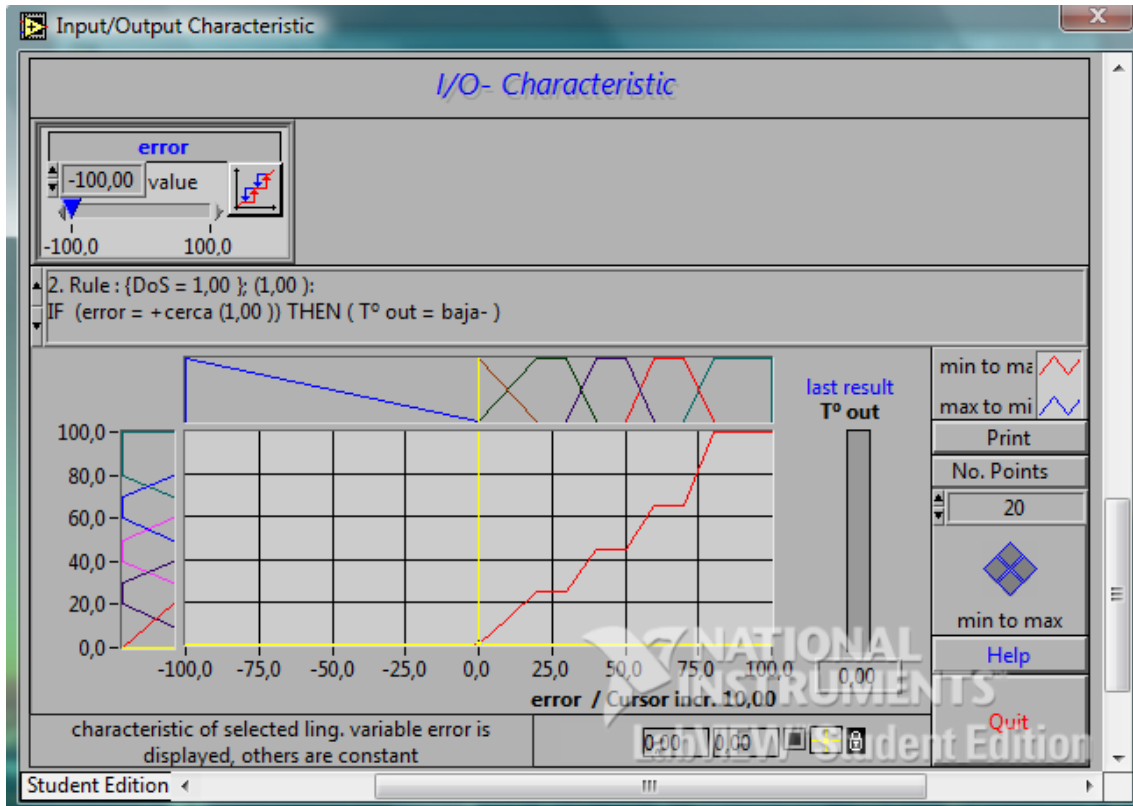 Input/Output Characteristic
I/O- Characteristic
error
-100,00 value
-100,0 100,0
2. Rule : {DoS = 1,00 }; (1,00 ):
IF (error = +cerca (1,00 )) THEN ( Tº out = baja- )
min to ma
max to mi
last result
Tº out
Print
No. Points
20
min to max
Help
Quit
100,0
80,0
60,0
40,0
20,0
0,0
-100,0 -75,0 -50,0 -25,0 0,0 25,0 50,0 75,0 100,0
0,00
error / Cursor incr. 10,00
NATIONAL
INSTRUMENTS™
LabVIEW™ Student Edition
characteristic of selected ling. variable error is
displayed, others are constant
0,00 0,00
Student Edition